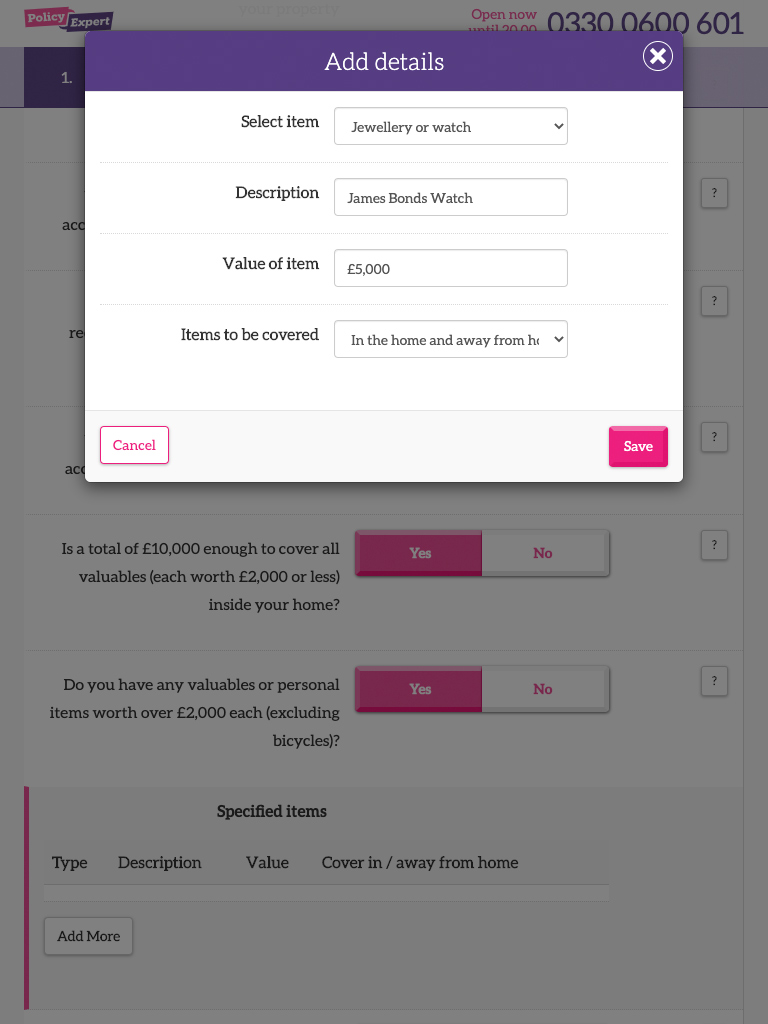 Policy
Expert
your property
Open now
until 20.00
0330 0600 601
Add details
1.
Select item
Jewellery or watch
Description
James Bonds Watch
?
acc
Value of item
£5,000
?
re
Items to be covered
In the home and away from ho
?
Cancel
Save
acc
Is a total of £10,000 enough to cover all
valuables (each worth £2,000 or less)
inside your home?
Yes
No
?
Do you have any valuables or personal
items worth over £2,000 each (excluding
bicycles)?
Yes
No
?
Specified items
Type Description Value Cover in / away from home
Add More